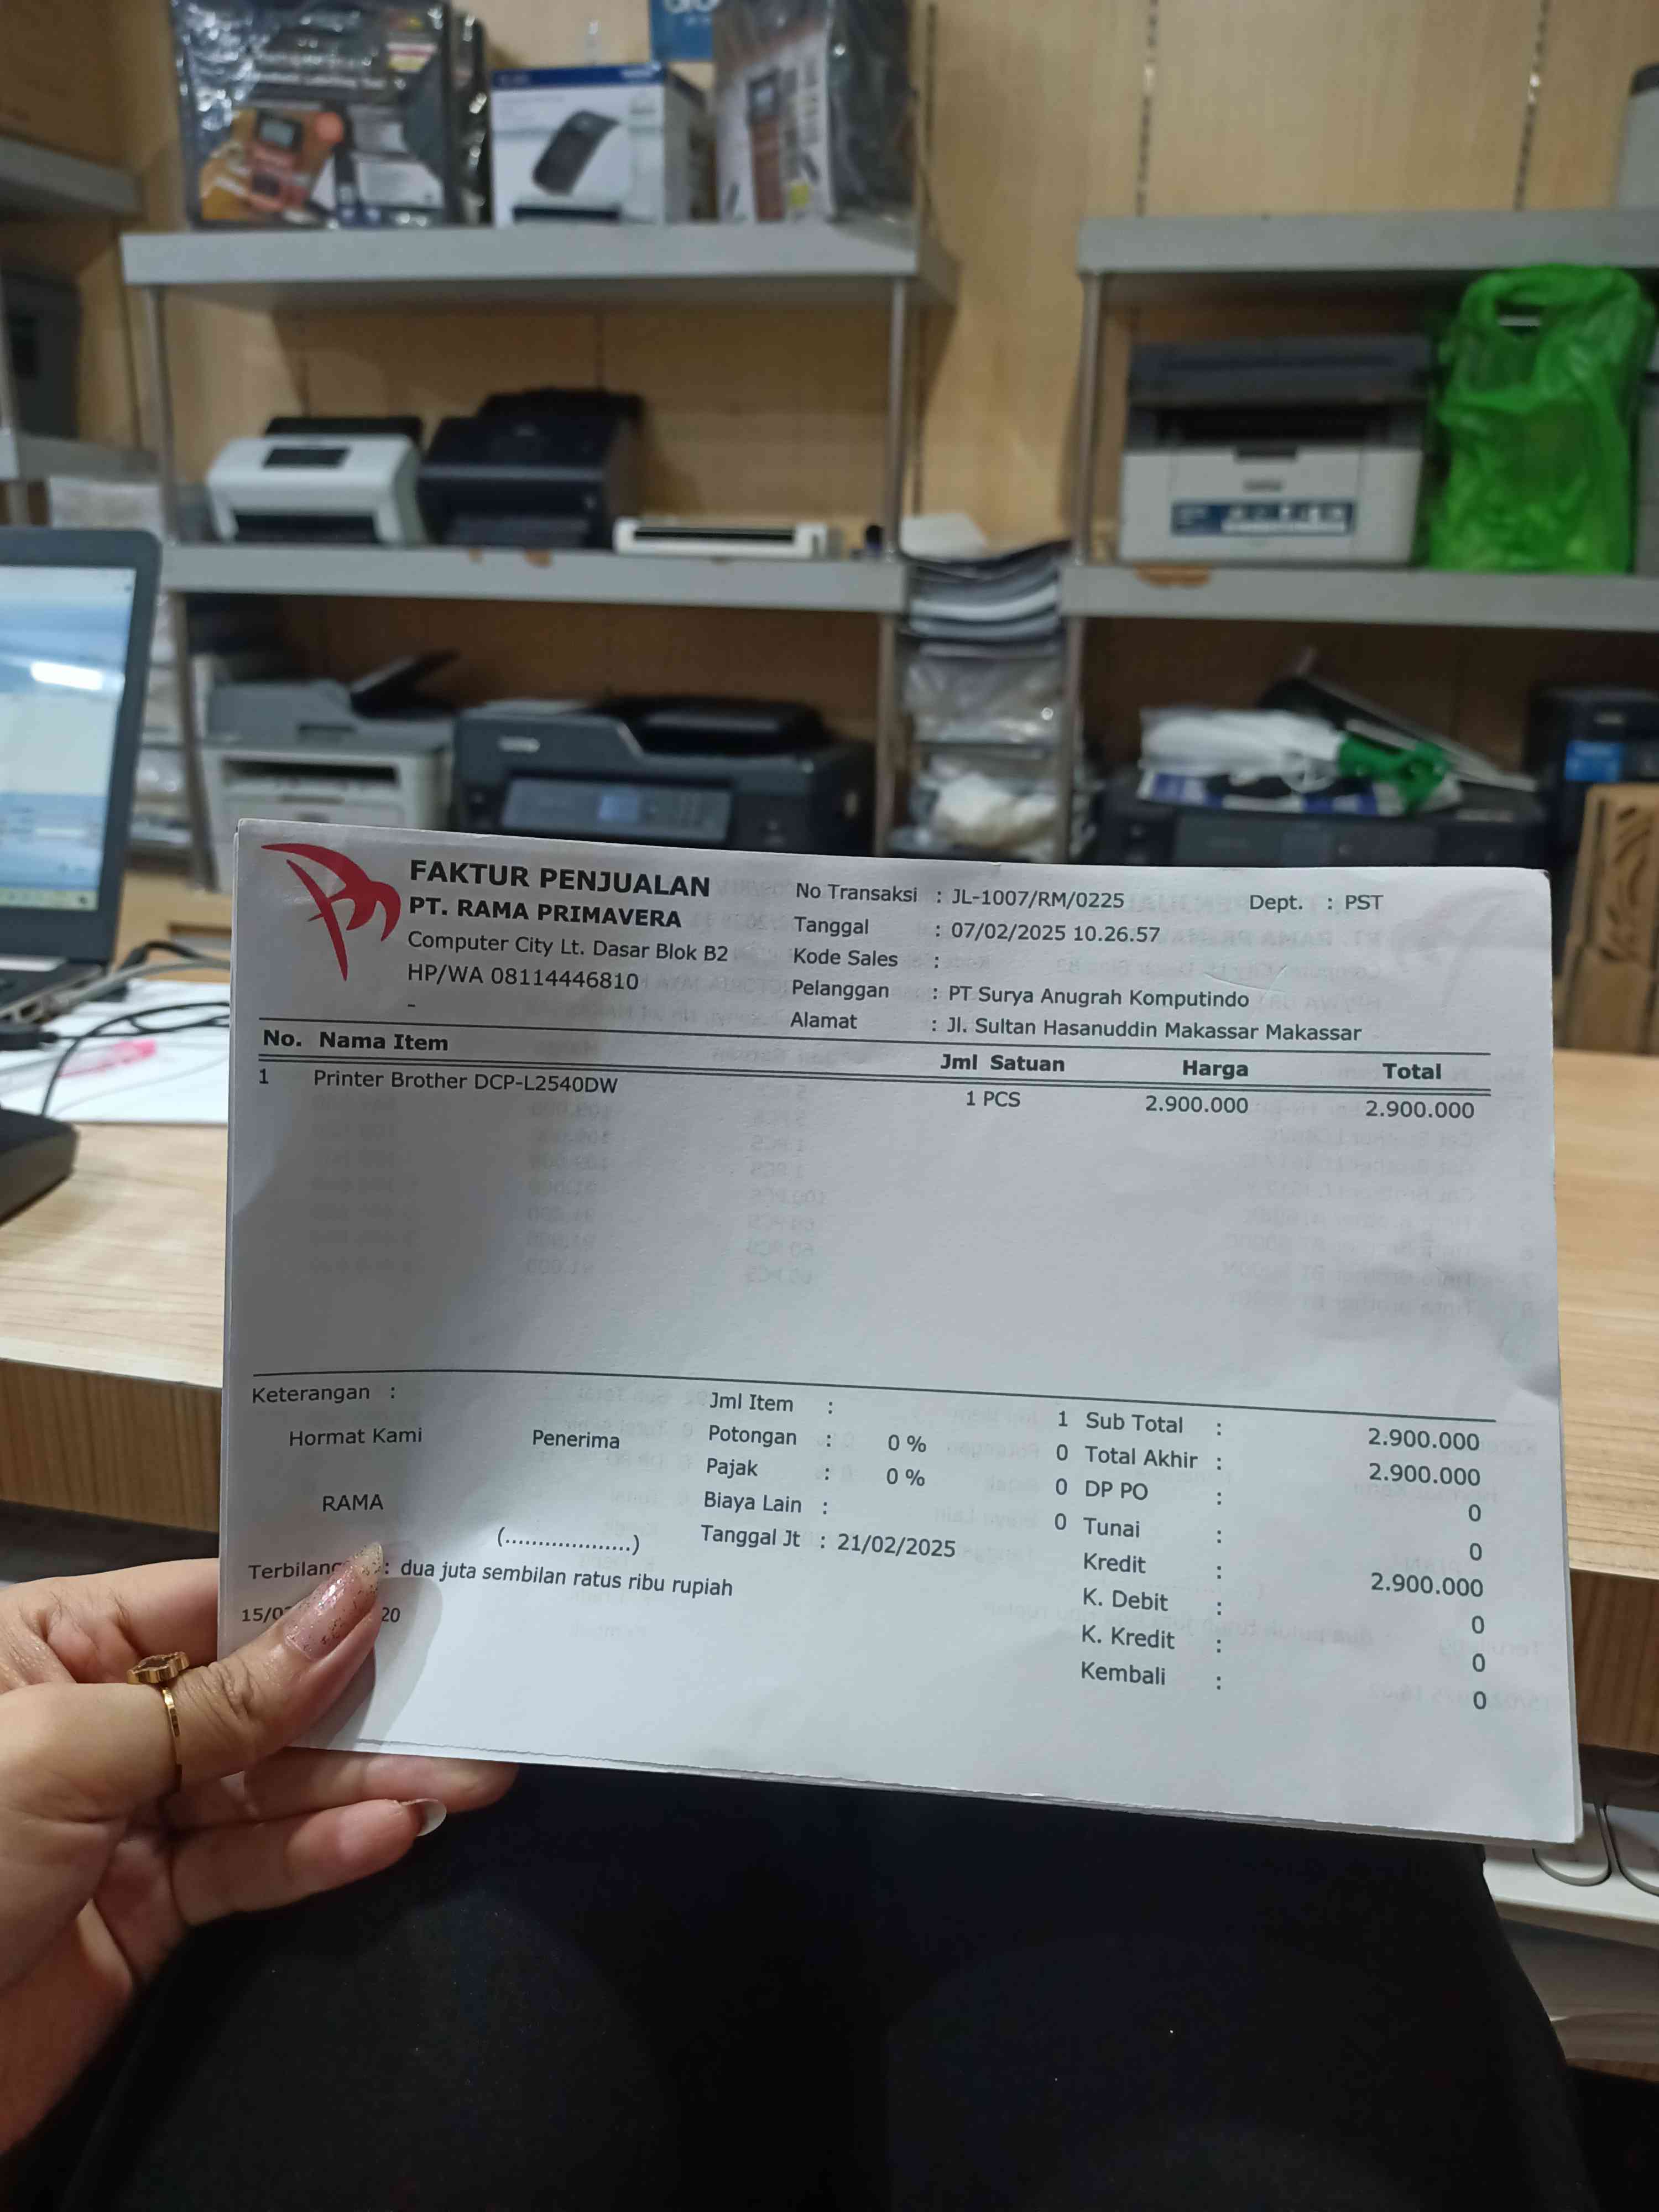 FAKTUR PENJUALAN
PT. RAMA PRIMAVERA
Computer City Lt. Dasar Blok B2
HP/WA 08114446810
-
No Transaksi : JL-1007/RM/0225 Dept. : PST
Tanggal : 07/02/2025 10.26.57
Kode Sales :
Pelanggan : PT Surya Anugrah Komputindo
Alamat : Jl. Sultan Hasanuddin Makassar Makassar
No. Nama Item Jml Satuan Harga Total
1 Printer Brother DCP-L2540DW 1 PCS 2.900.000 2.900.000
Keterangan :
Hormat Kami Penerima
RAMA
(...................)
Jml Item : 1
Potongan : 0 % 0
Pajak : 0 % 0
Biaya Lain : 0
Tanggal Jt : 21/02/2025
Sub Total : 2.900.000
Total Akhir : 2.900.000
DP PO : 0
Tunai : 0
Kredit : 2.900.000
K. Debit : 0
K. Kredit : 0
Kembali : 0
Terbilang : dua juta sembilan ratus ribu rupiah
15/0 20